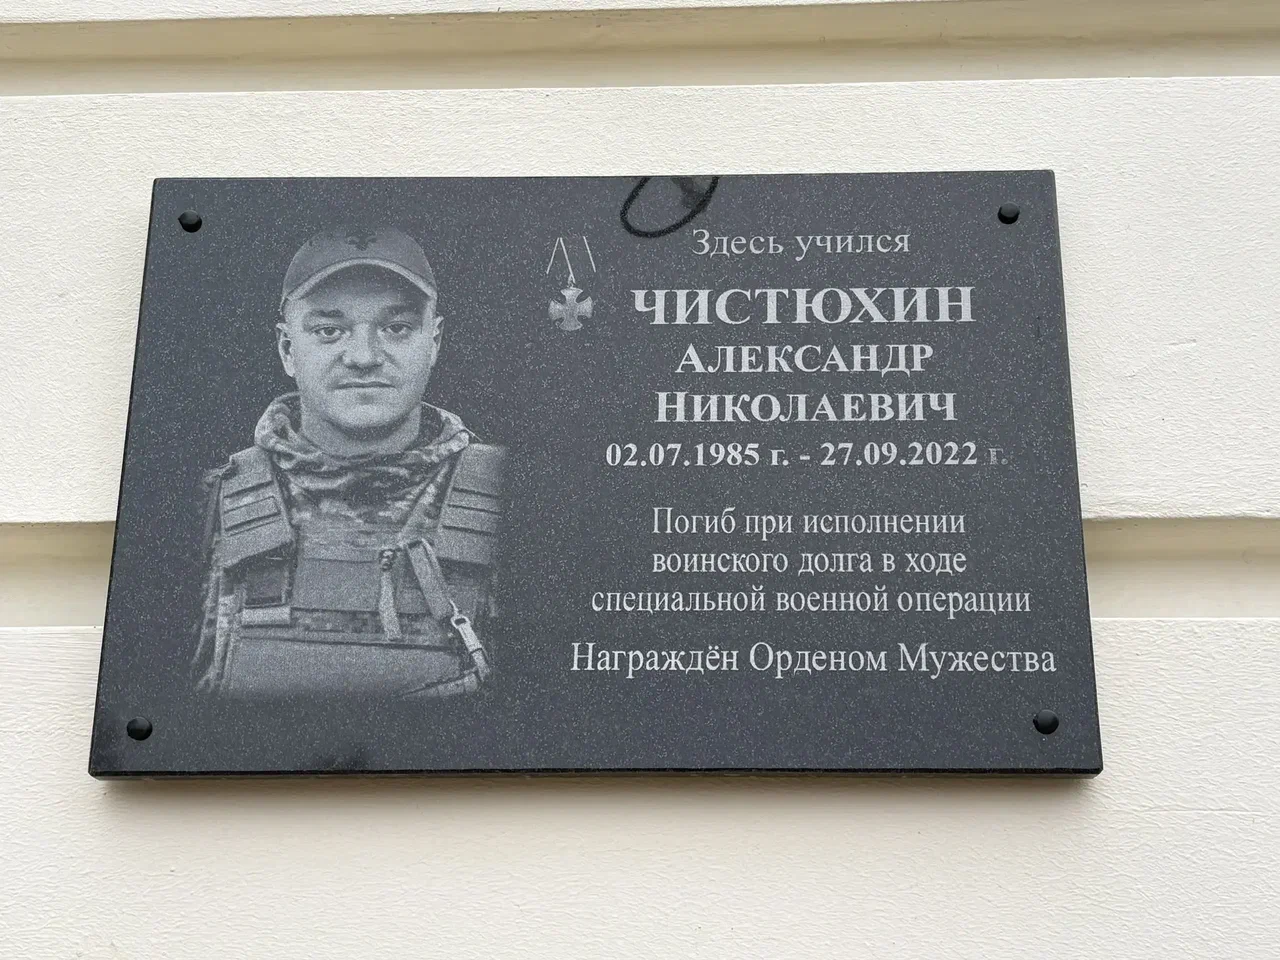 Здесь учился
ЧИСТЮХИН
АЛЕКСАНДР
НИКОЛАЕВИЧ
02.07.1985 г. - 27.09.2022 г.
Погиб при исполнении
воинского долга в ходе
специальной военной операции
Награждён Орденом Мужества